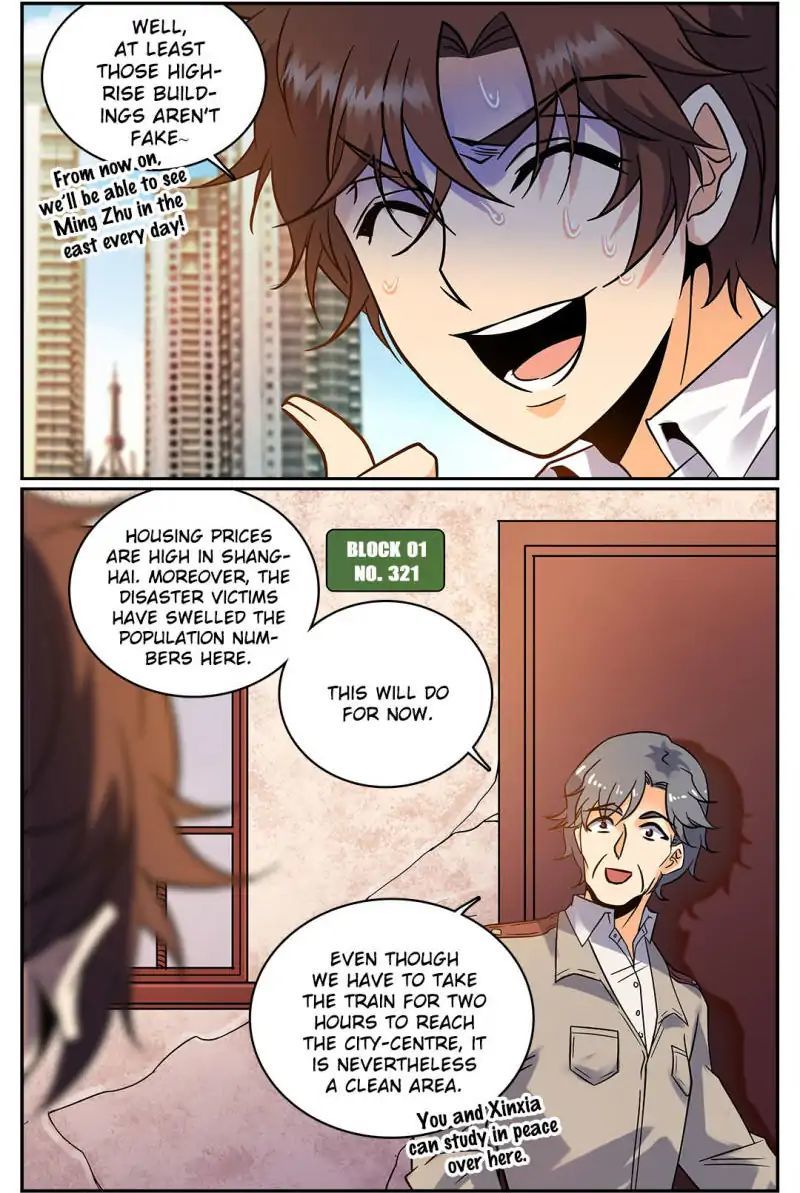 WELL,
AT LEAST
THOSE HIGH-
RISE BUILD-
INGS AREN'T
FAKE~
From now on,
we'll be able to see
Ming Zhu in the
east every day!
HOUSING PRICES
ARE HIGH IN SHANG-
HAI. MOREOVER, THE
DISASTER VICTIMS
HAVE SWELLED THE
POPULATION NUM-
BERS HERE.
BLOCK 01
NO. 321
THIS WILL DO
FOR NOW.
EVEN THOUGH
WE HAVE TO TAKE
THE TRAIN FOR TWO
HOURS TO REACH
THE CITY-CENTRE, IT
IS NEVERTHELESS
A CLEAN AREA.
You and Xinxia
can study in peace
over here.